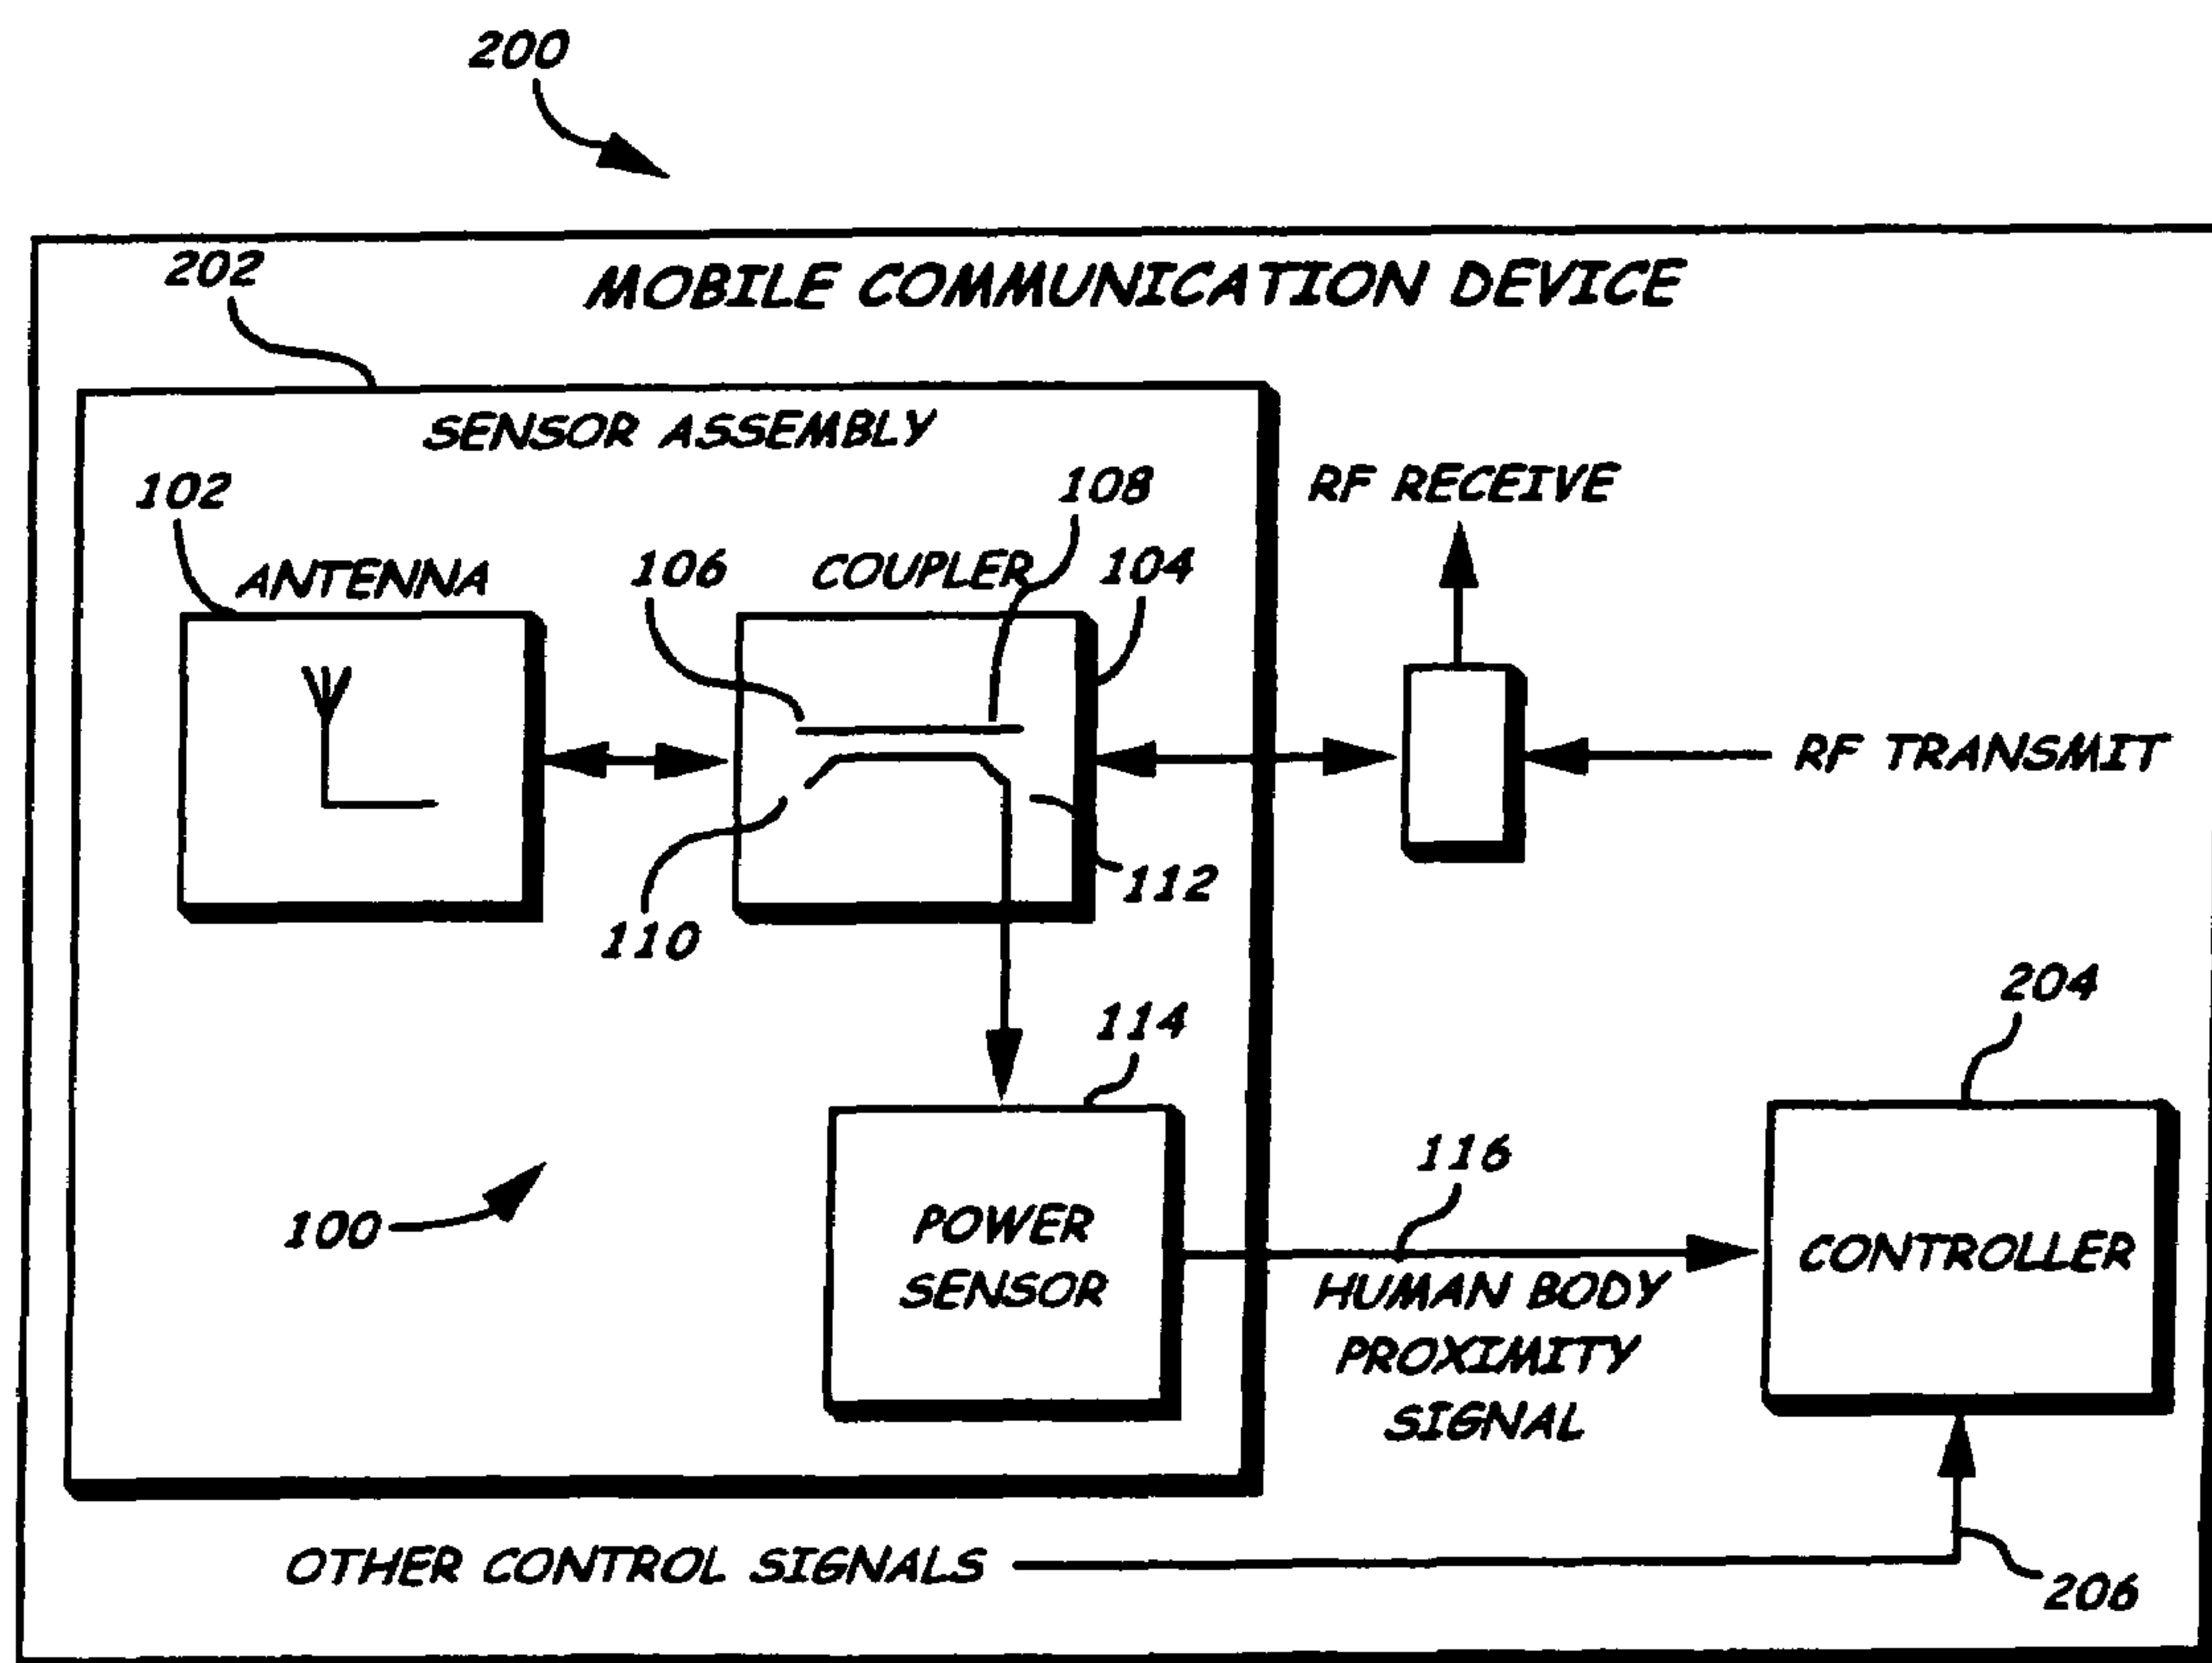 200
202
MOBILE COMMUNICATION DEVICE
SENSOR ASSEMBLY
102
108
RF RECEIVE
ANTENNA
106
COUPLER
104
RF TRANSMIT
110
112
204
114
116
100
POWER
SENSOR
CONTROLLER
HUMAN BODY
PROXIMITY
SIGNAL
OTHER CONTROL SIGNALS
206